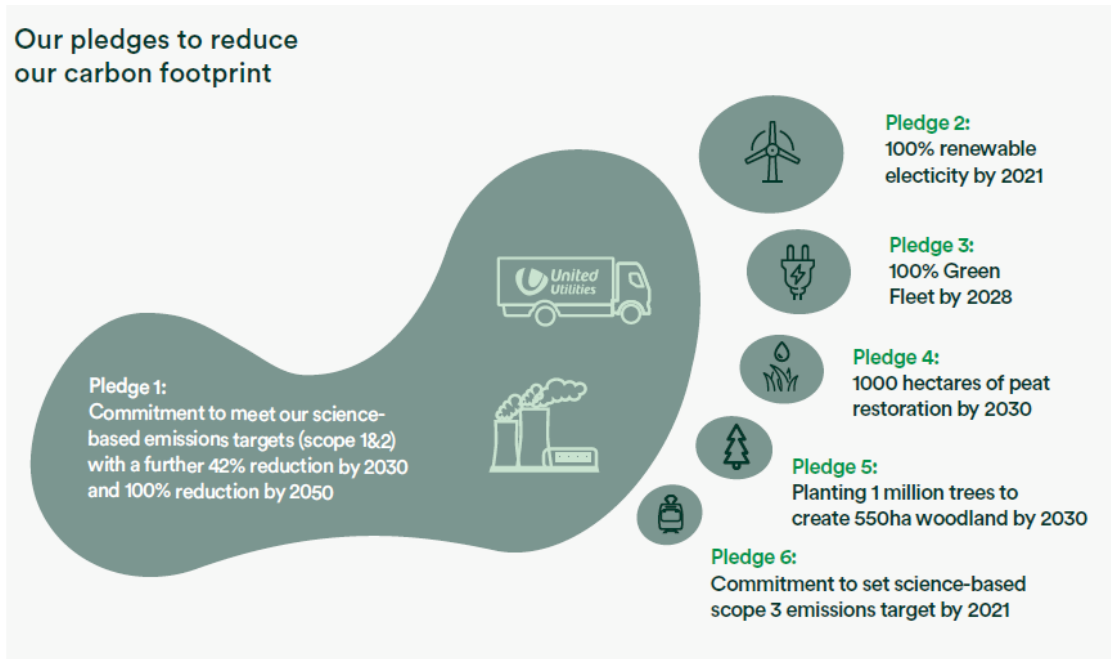 Our pledges to reduce
our carbon footprint
Pledge 1:
Commitment to meet our science-
based emissions targets (scope 1&2)
with a further 42% reduction by 2030
and 100% reduction by 2050
United
Utilities
Pledge 2:
100% renewable
electicity by 2021
Pledge 3:
100% Green
Fleet by 2028
Pledge 4:
1000 hectares of peat
restoration by 2030
Pledge 5:
Planting 1 million trees to
create 550ha woodland by 2030
Pledge 6:
Commitment to set science-based
scope 3 emissions target by 2021